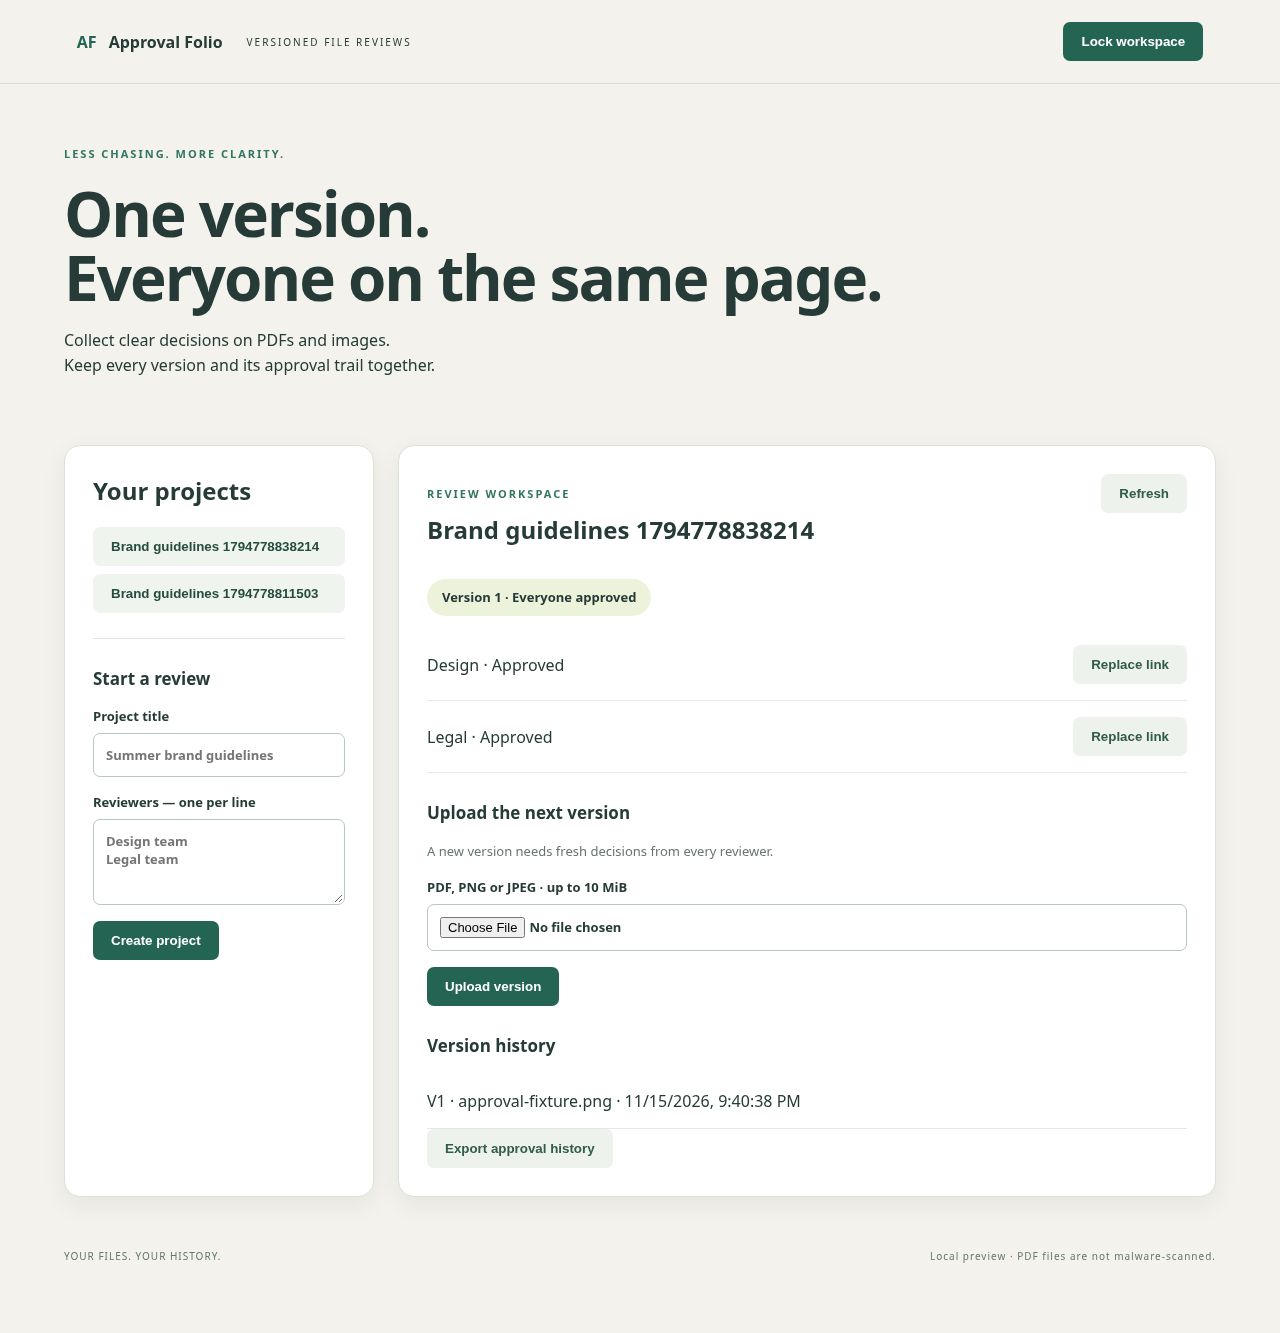 AF Approval Folio VERSIONED FILE REVIEWS Lock workspace
LESS CHASING. MORE CLARITY.
One version.
Everyone on the same page.
Collect clear decisions on PDFs and images.
Keep every version and its approval trail together.
Your projects
Brand guidelines 1794778838214
Brand guidelines 1794778811503
Start a review
Project title
Summer brand guidelines
Reviewers — one per line
Design team
Legal team
Create project
REVIEW WORKSPACE
Refresh
Brand guidelines 1794778838214
Version 1 · Everyone approved
Design · Approved Replace link
Legal · Approved Replace link
Upload the next version
A new version needs fresh decisions from every reviewer.
PDF, PNG or JPEG · up to 10 MiB
Choose File No file chosen
Upload version
Version history
V1 · approval-fixture.png · 11/15/2026, 9:40:38 PM
Export approval history
YOUR FILES. YOUR HISTORY. Local preview · PDF files are not malware-scanned.